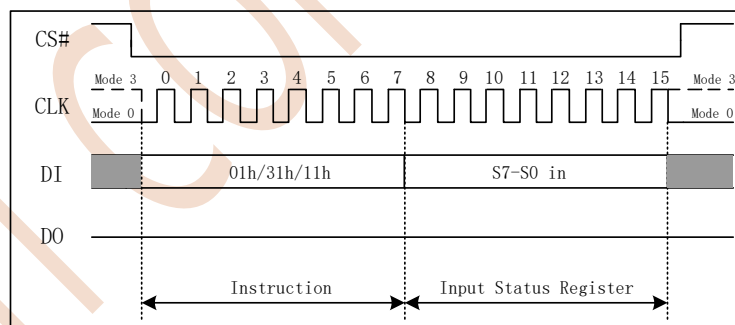 CS#
Mode 3 0 1 2 3 4 5 6 7 8 9 10 11 12 13 14 15 Mode 3
CLK
Mode 0 Mode 0
DI 01h/31h/11h S7-S0 in
DO
Instruction Input Status Register